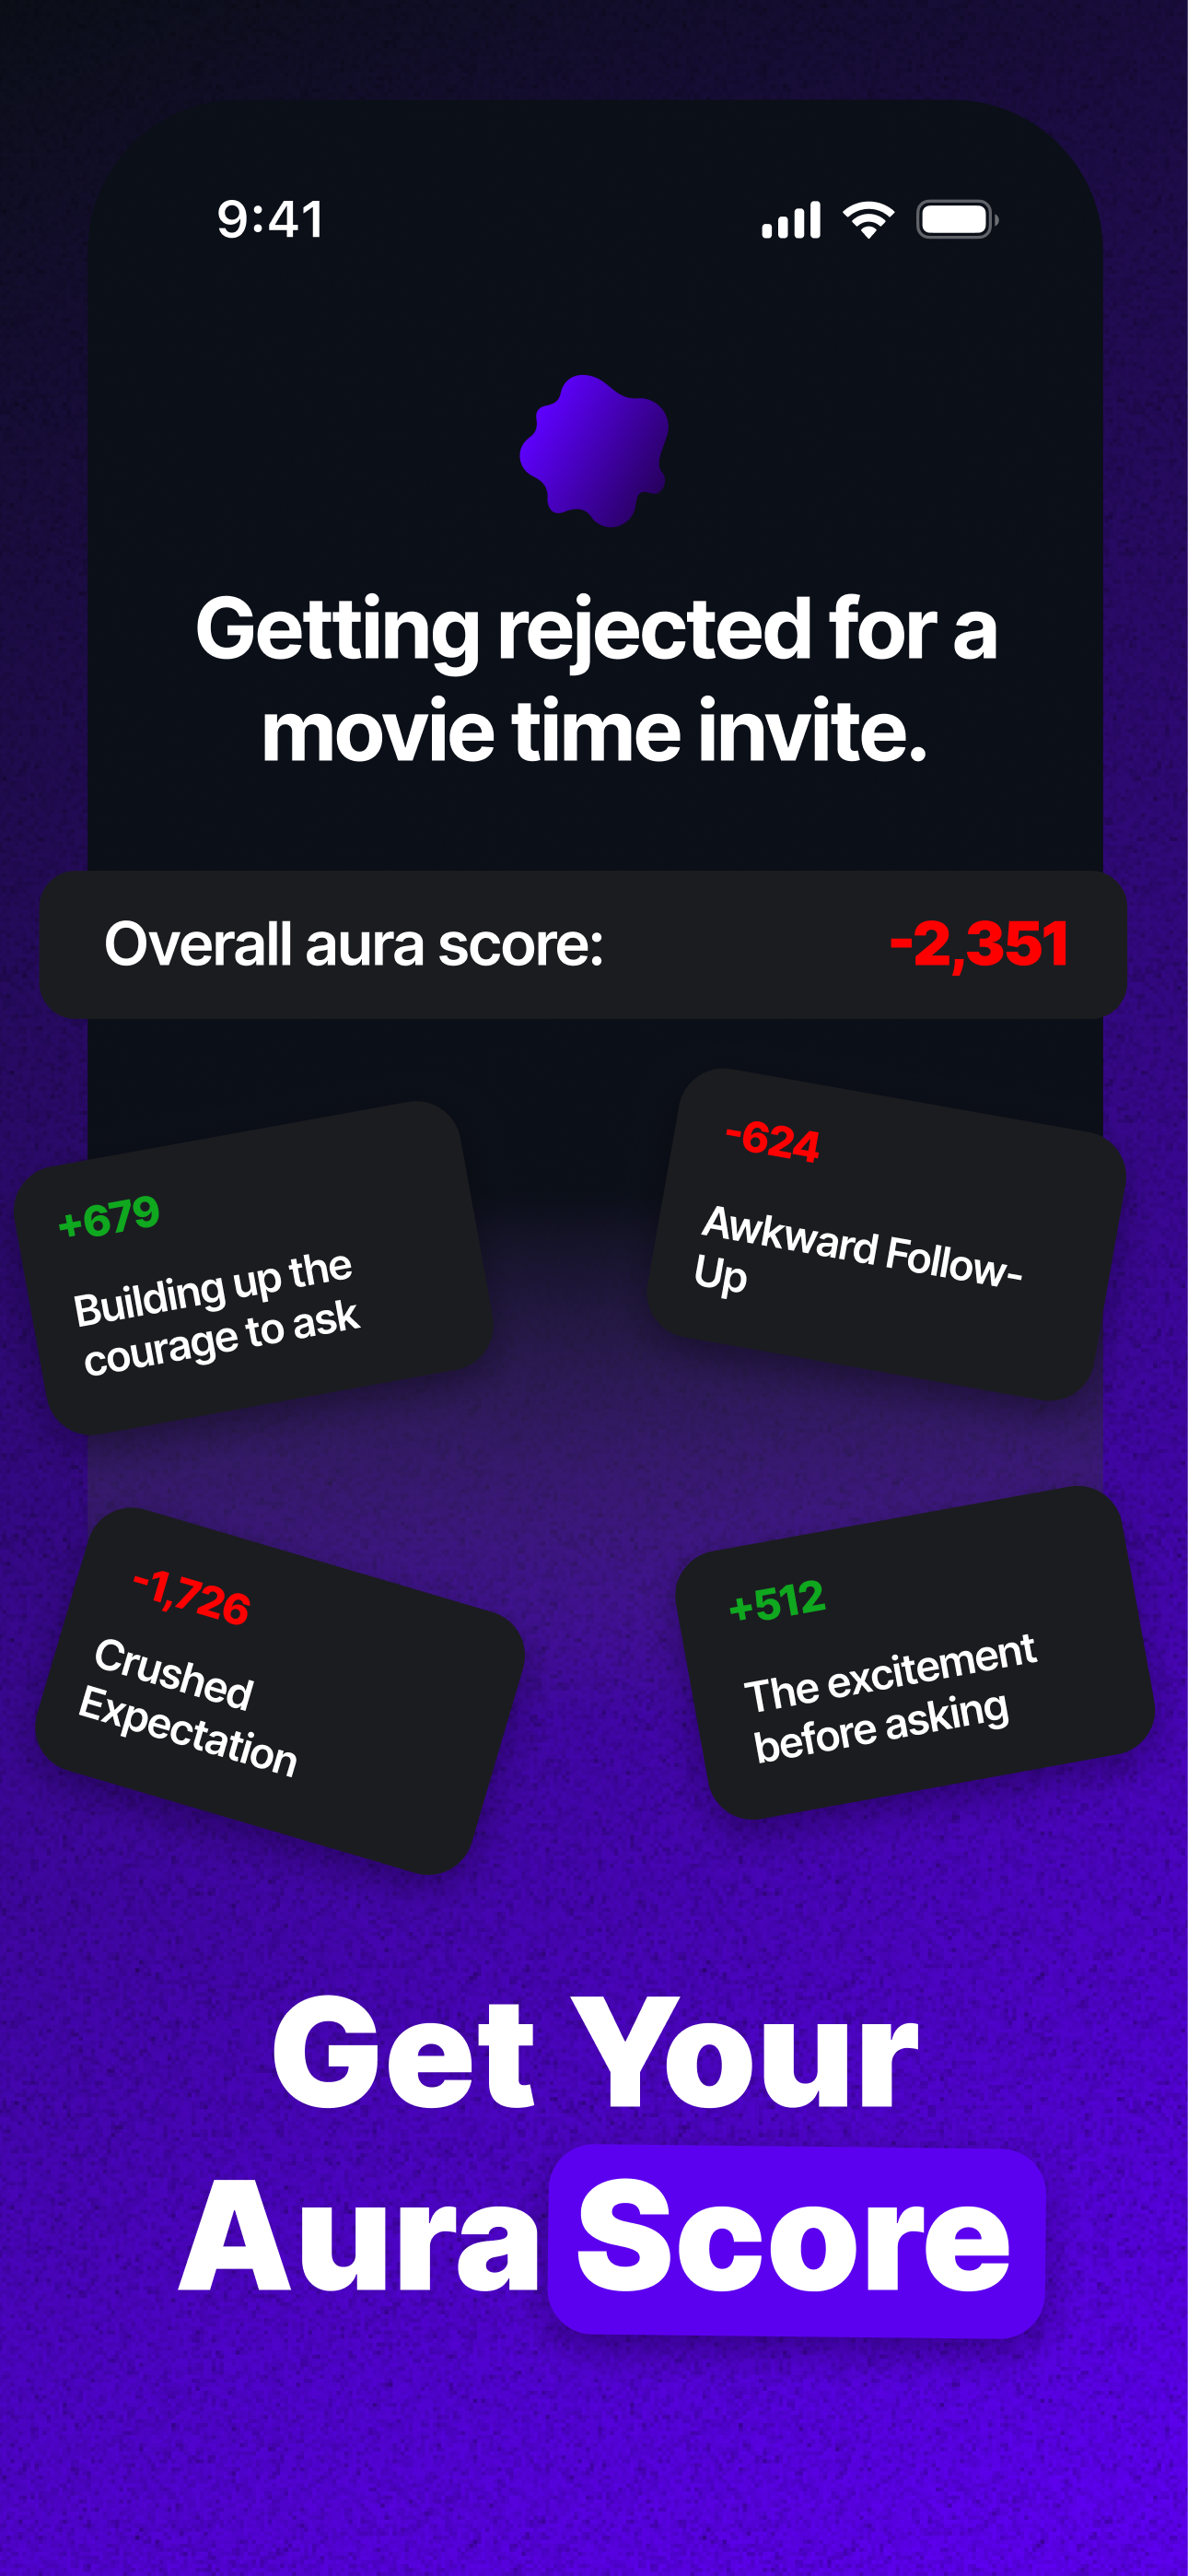 9:41
Getting rejected for a
movie time invite.
Overall aura score: -2,351
+679
Building up the
courage to ask
-624
Awkward Follow-
Up
-1,726
Crushed
Expectation
+512
The excitement
before asking
Get Your
Aura Score